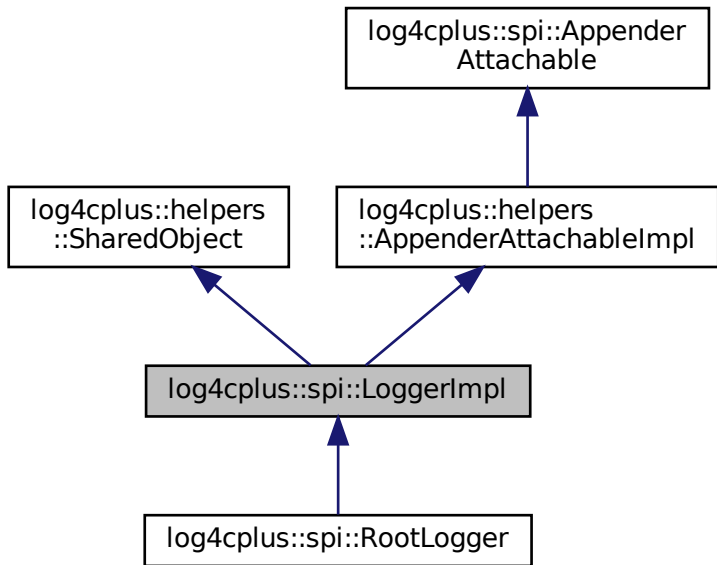 log4cplus::spi::Appender
Attachable
log4cplus::helpers
::SharedObject
log4cplus::helpers
::AppenderAttachableImpl
log4cplus::spi::LoggerImpl
log4cplus::spi::RootLogger